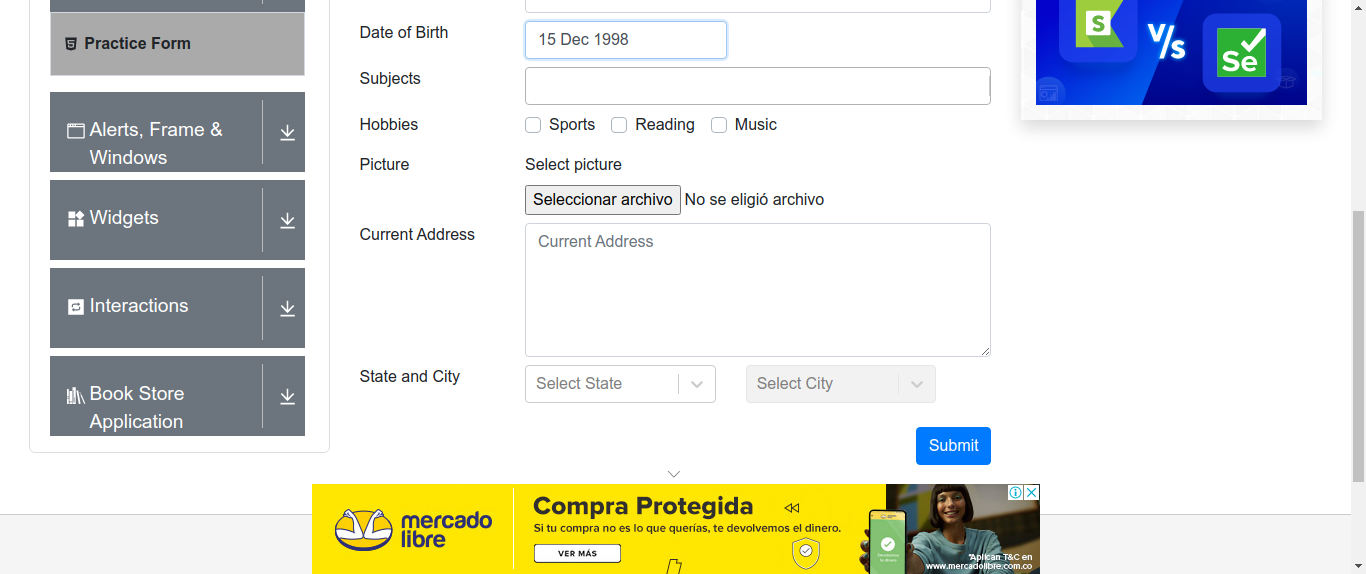 Practice Form
Alerts, Frame &
Windows
Widgets
Interactions
Book Store
Application
Date of Birth
15 Dec 1998
Subjects
Hobbies
Sports Reading Music
Picture
Select picture
Seleccionar archivo No se eligió archivo
Current Address
Current Address
State and City
Select State
Select City
Submit
S
V/s
Se
mercado
libre
Compra Protegida
Si tu compra no es lo que querías, te devolvemos el dinero.
VER MÁS
*Aplican T&C en
www.mercadolibre.com.co